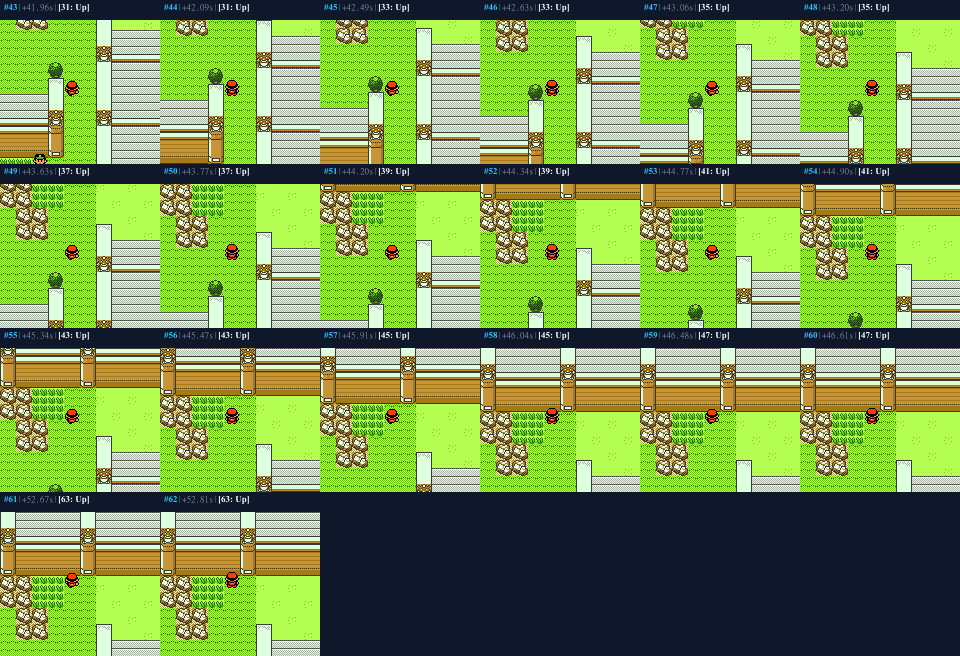 #43|+41.96s|[31: Up]
#44|+42.09s|[31: Up]
#45|+42.49s|[33: Up]
#46|+42.63s|[33: Up]
#47|+43.06s|[35: Up]
#48|+43.20s|[35: Up]
#49|+43.63s|[37: Up]
#50|+43.77s|[37: Up]
#51|+44.20s|[39: Up]
#52|+44.34s|[39: Up]
#53|+44.77s|[41: Up]
#54|+44.90s|[41: Up]
#55|+45.34s|[43: Up]
#56|+45.47s|[43: Up]
#57|+45.91s|[45: Up]
#58|+46.04s|[45: Up]
#59|+46.48s|[47: Up]
#60|+46.61s|[47: Up]
#61|+52.67s|[63: Up]
#62|+52.81s|[63: Up]